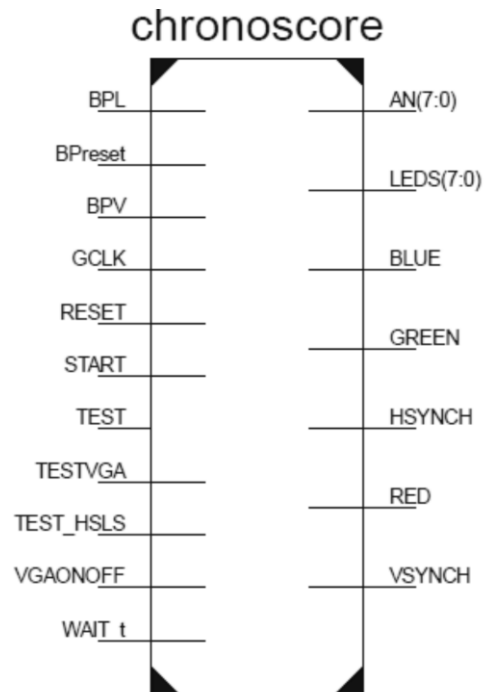 chronoscore
BPL
BPreset
BPV
GCLK
RESET
START
TEST
TESTVGA
TEST_HSLS
VGAONOFF
WAIT_t
AN(7:0)
LEDS(7:0)
BLUE
GREEN
HSYNCH
RED
VSYNCH